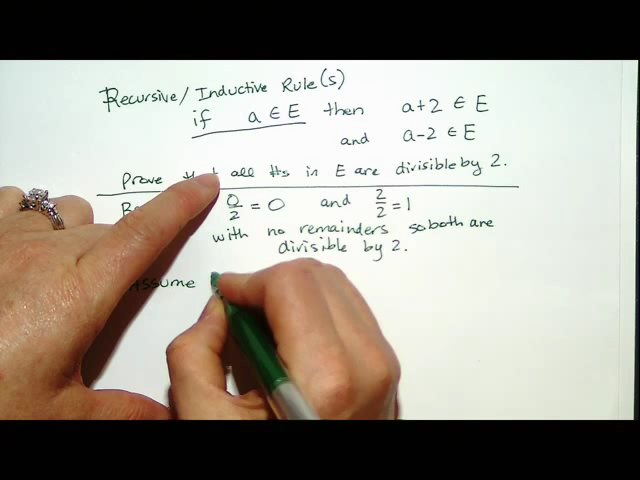 Recursive/Inductive Rule(s)
if a ∈ E then a+2 ∈ E
and a-2 ∈ E
Prove all #s in E are divisible by 2.
0/2 = 0 and 2/2 = 1
with no remainders so both are
divisible by 2.
Assume